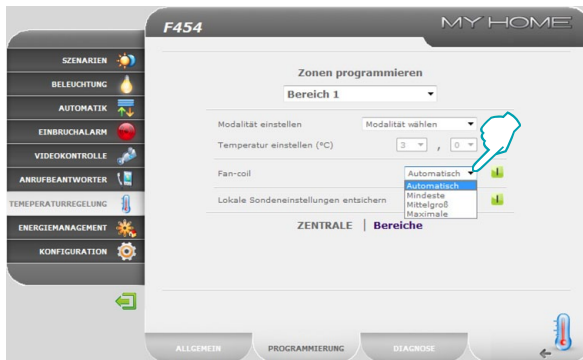 F454
MY HOME
SZENARIEN
BELEUCHTUNG
AUTOMATIK
EINBRUCHALARM
VIDEOKONTROLLE
ANRUFBEANTWORTER
TEMEPERATURREGELUNG
ENERGIEMANAGEMENT
KONFIGURATION
Zonen programmieren
Bereich 1
Modalität einstellen Modalität wählen
Temperatur einstellen (°C) 3 , 0
Fan-coil Automatisch
Automatisch
Mindeste
Mittelgroß
Maximale
Lokale Sondeneinstellungen entsichern
ZENTRALE | Bereiche
ALLGEMEIN PROGRAMMIERUNG DIAGNOSE